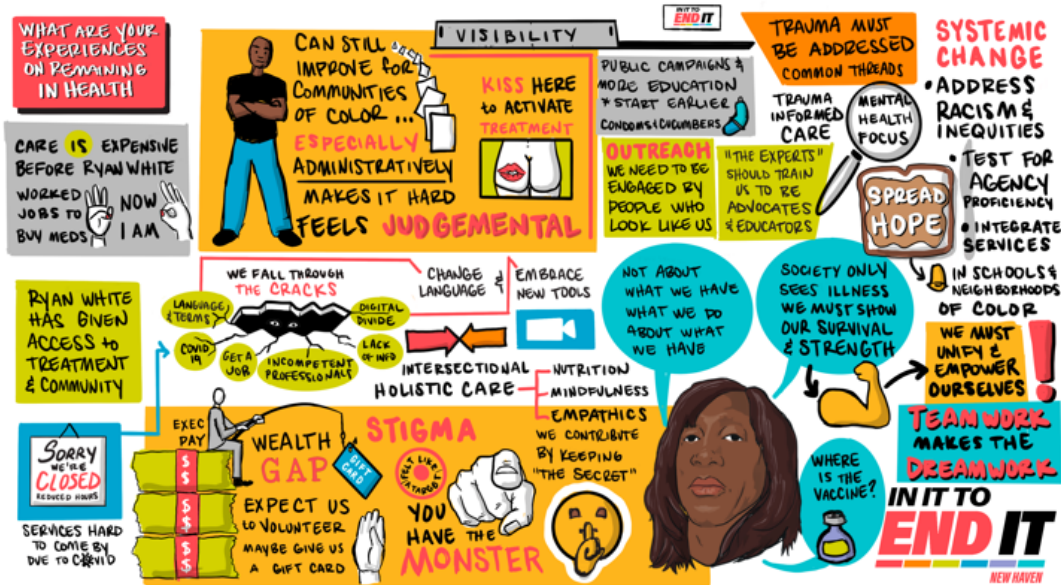 WHAT ARE YOUR
EXPERIENCES
ON REMAINING
IN HEALTH
CARE IS EXPENSIVE
BEFORE RYAN WHITE
WORKED
JOBS TO
BUY MEDS
NOW
I AM
CAN STILL
IMPROVE for
COMMUNITIES
OF COLOR ...
ESPECIALLY
ADMINISTRATIVELY
MAKES IT HARD
FEELS JUDGEMENTAL
VISIBILITY
KISS HERE
to ACTIVATE
TREATMENT
IN IT TO
END IT
PUBLIC CAMPAIGNS &
MORE EDUCATION
* START EARLIER
CONDOMS & CUCUMBERS
OUTREACH
WE NEED TO BE
ENGAGED BY
PEOPLE WHO
LOOK LIKE US
"THE EXPERTS"
SHOULD TRAIN
US TO BE
ADVOCATES
& EDUCATORS
TRAUMA MUST
BE ADDRESSED
COMMON THREADS
TRAUMA
INFORMED
CARE
MENTAL
HEALTH
FOCUS
SPREAD
HOPE
SYSTEMIC
CHANGE
• ADDRESS
RACISM &
INEQUITIES
• TEST FOR
AGENCY
PROFICIENCY
• INTEGRATE
SERVICES
IN SCHOOLS &
NEIGHBORHOODS
OF COLOR
RYAN WHITE
HAS GIVEN
ACCESS to
TREATMENT
& COMMUNITY
WE FALL THROUGH
THE CRACKS
LANGUAGE/
& TERMS
COVID
19
GET A
JOB
INCOMPETENT
PROFESSIONALS
LACK
OF INFO
DIGITAL
DIVIDE
CHANGE
LANGUAGE &
EMBRACE
NEW TOOLS
INTERSECTIONAL
HOLISTIC CARE
NUTRITION
MINDFULNESS
EMPATHICS
NOT ABOUT
WHAT WE HAVE
WHAT WE DO
ABOUT WHAT
WE HAVE
SOCIETY ONLY
SEES ILLNESS
WE MUST SHOW
OUR SURVIVAL
& STRENGTH
WE MUST
UNIFY &
EMPOWER
OURSELVES
!
TEAMWORK
MAKES THE
DREAMWORK
SORRY
WE'RE
CLOSED
REDUCED HOURS
SERVICES HARD
TO COME BY
DUE TO COVID
EXEC
PAY
$
$
$
$
$
$
WEALTH
GAP
GIFT
CARD
EXPECT US
to VOLUNTEER
MAYBE GIVE US
A GIFT CARD
STIGMA
FELT LIKE
A TARGET
YOU
HAVE THE
MONSTER
WE CONTRIBUTE
BY KEEPING
"THE SECRET"
WHERE
IS THE
VACCINE?
IN IT TO
END IT
NEW HAVEN